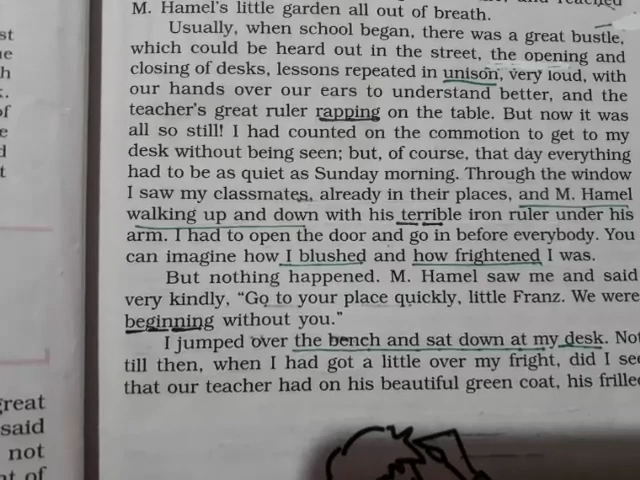 M. Hamel's little garden all out of breath.
Usually, when school began, there was a great bustle,
which could be heard out in the street, the opening and
closing of desks, lessons repeated in unison, very loud, with
our hands over our ears to understand better, and the
teacher's great ruler rapping on the table. But now it was
all so still! I had counted on the commotion to get to my
desk without being seen; but, of course, that day everything
had to be as quiet as Sunday morning. Through the window
I saw my classmates, already in their places, and M. Hamel
walking up and down with his terrible iron ruler under his
arm. I had to open the door and go in before everybody. You
can imagine how I blushed and how frightened I was.
But nothing happened. M. Hamel saw me and said
very kindly, “Go to your place quickly, little Franz. We were
beginning without you.”
I jumped over the bench and sat down at my desk. Not
till then, when I had got a little over my fright, did I see
that our teacher had on his beautiful green coat, his frille
great
said
not
of